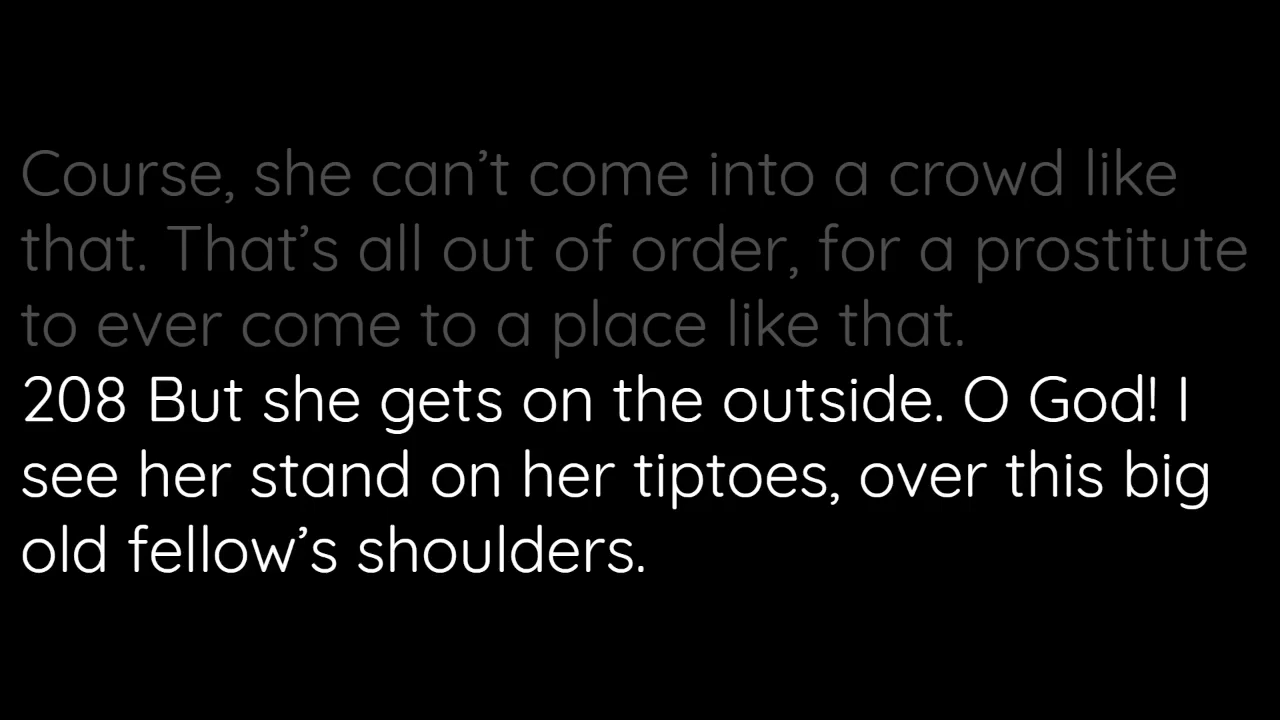 Course, she can’t come into a crowd like
that. That’s all out of order, for a prostitute
to ever come to a place like that.
208 But she gets on the outside. O God! I
see her stand on her tiptoes, over this big
old fellow’s shoulders.